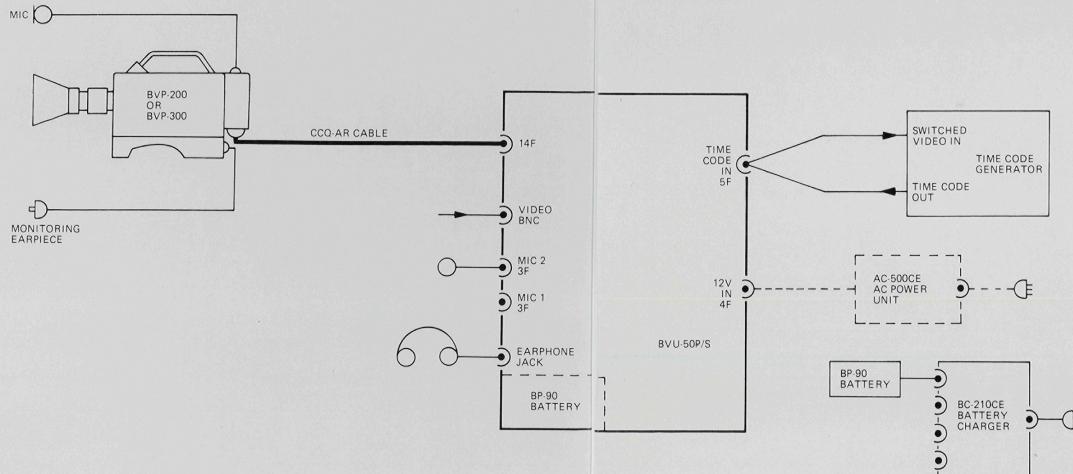 MIC
BVP-200
OR
BVP-300
CCQ-AR CABLE
MONITORING
EARPIECE
14F
VIDEO
BNC
MIC 2
3F
MIC 1
3F
EARPHONE
JACK
BP-90
BATTERY
TIME
CODE
IN
5F
12V
IN
4F
BVU-50P/S
SWITCHED
VIDEO IN
TIME CODE
GENERATOR
TIME CODE
OUT
AC-500CE
AC POWER
UNIT
BP-90
BATTERY
BC-210CE
BATTERY
CHARGER